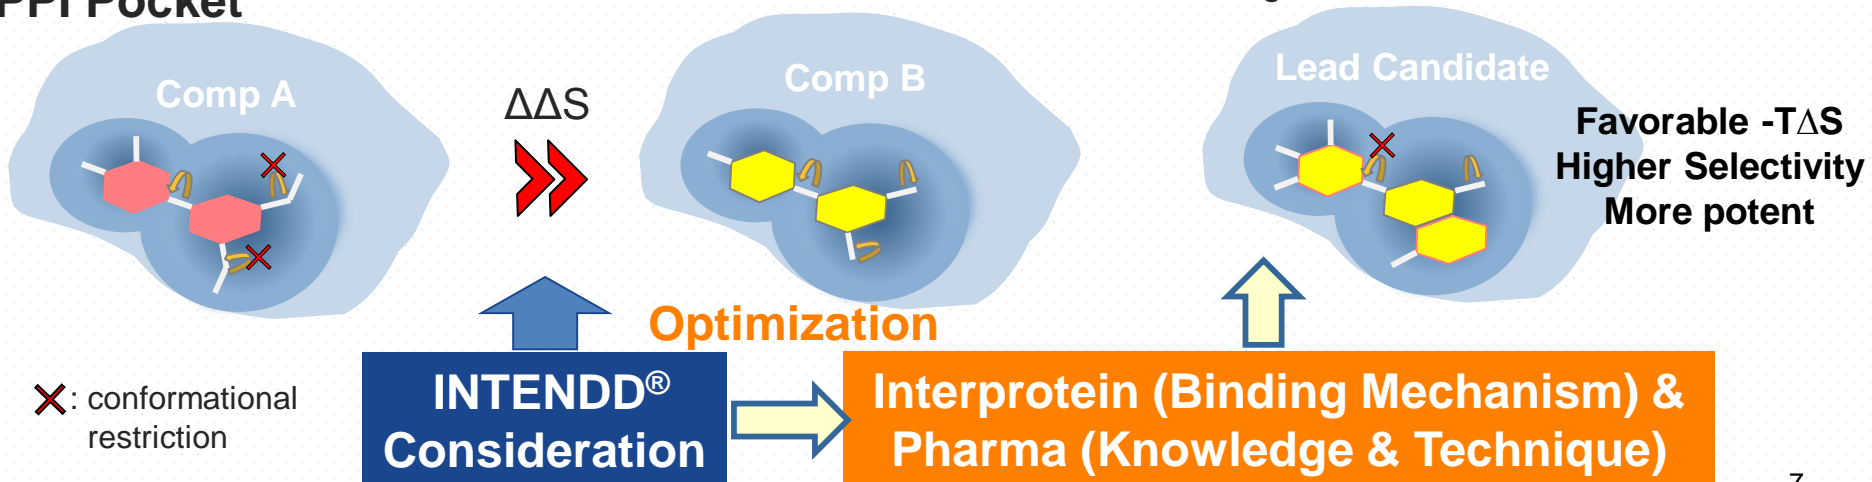 PPI Pocket
Comp A
ΔΔS
Comp B
Lead Candidate
Favorable -TΔS
Higher Selectivity
More potent
Optimization
: conformational
restriction
INTENDD®
Consideration
Interprotein (Binding Mechanism) &
Pharma (Knowledge & Technique)
7